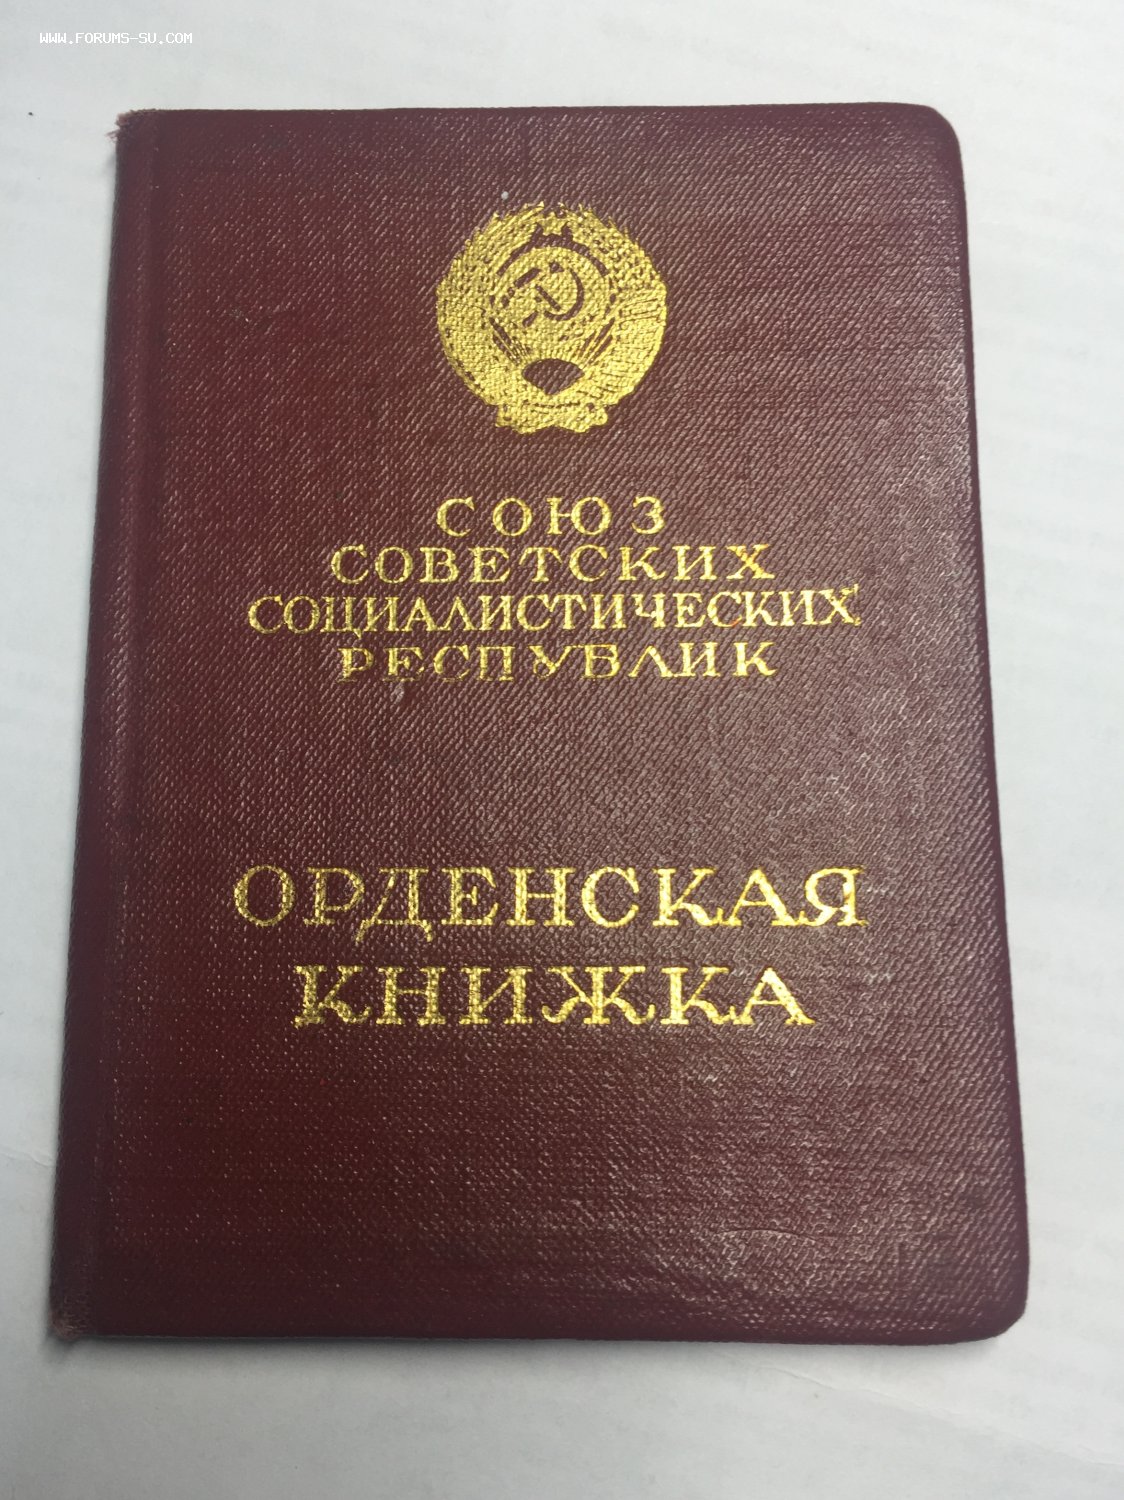 WWW.FORUMS-SU.COM
СОЮЗ
СОВЕТСКИХ
СОЦИАЛИСТИЧЕСКИХ
РЕСПУБЛИК
ОРДЕНСКАЯ
КНИЖКА